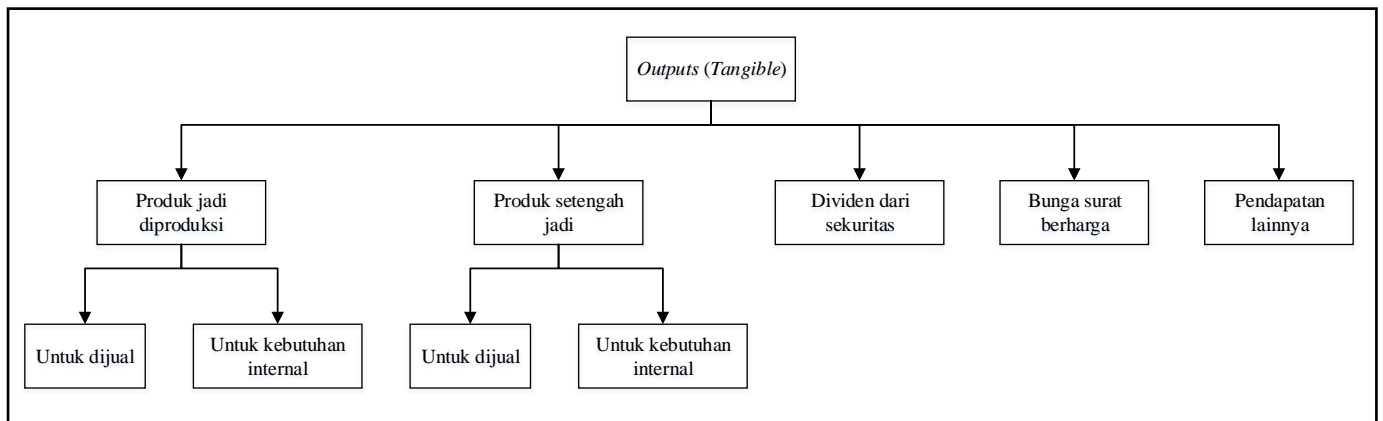 Outputs (Tangible)
Produk jadi
diproduksi
Produk setengah
jadi
Dividen dari
sekuritas
Bunga surat
berharga
Pendapatan
lainnya
Untuk dijual
Untuk kebutuhan
internal
Untuk dijual
Untuk kebutuhan
internal